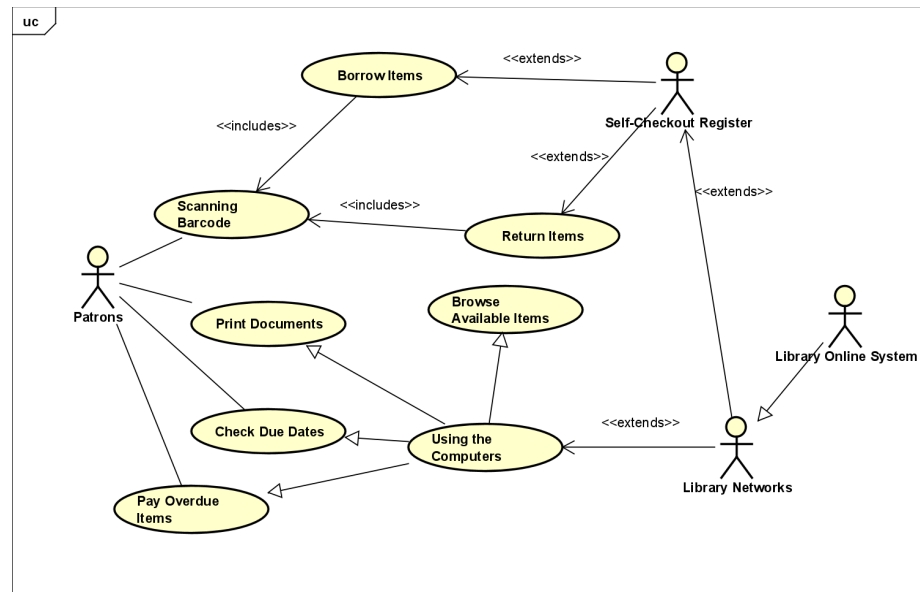 uc
<<extends>>
Borrow Items
Self-Checkout Register
<<includes>>
<<extends>>
<<extends>>
Scanning
Barcode
<<includes>>
Return Items
Patrons
Print Documents
Browse
Available Items
Library Online System
Check Due Dates
Using the
Computers
<<extends>>
Library Networks
Pay Overdue
Items